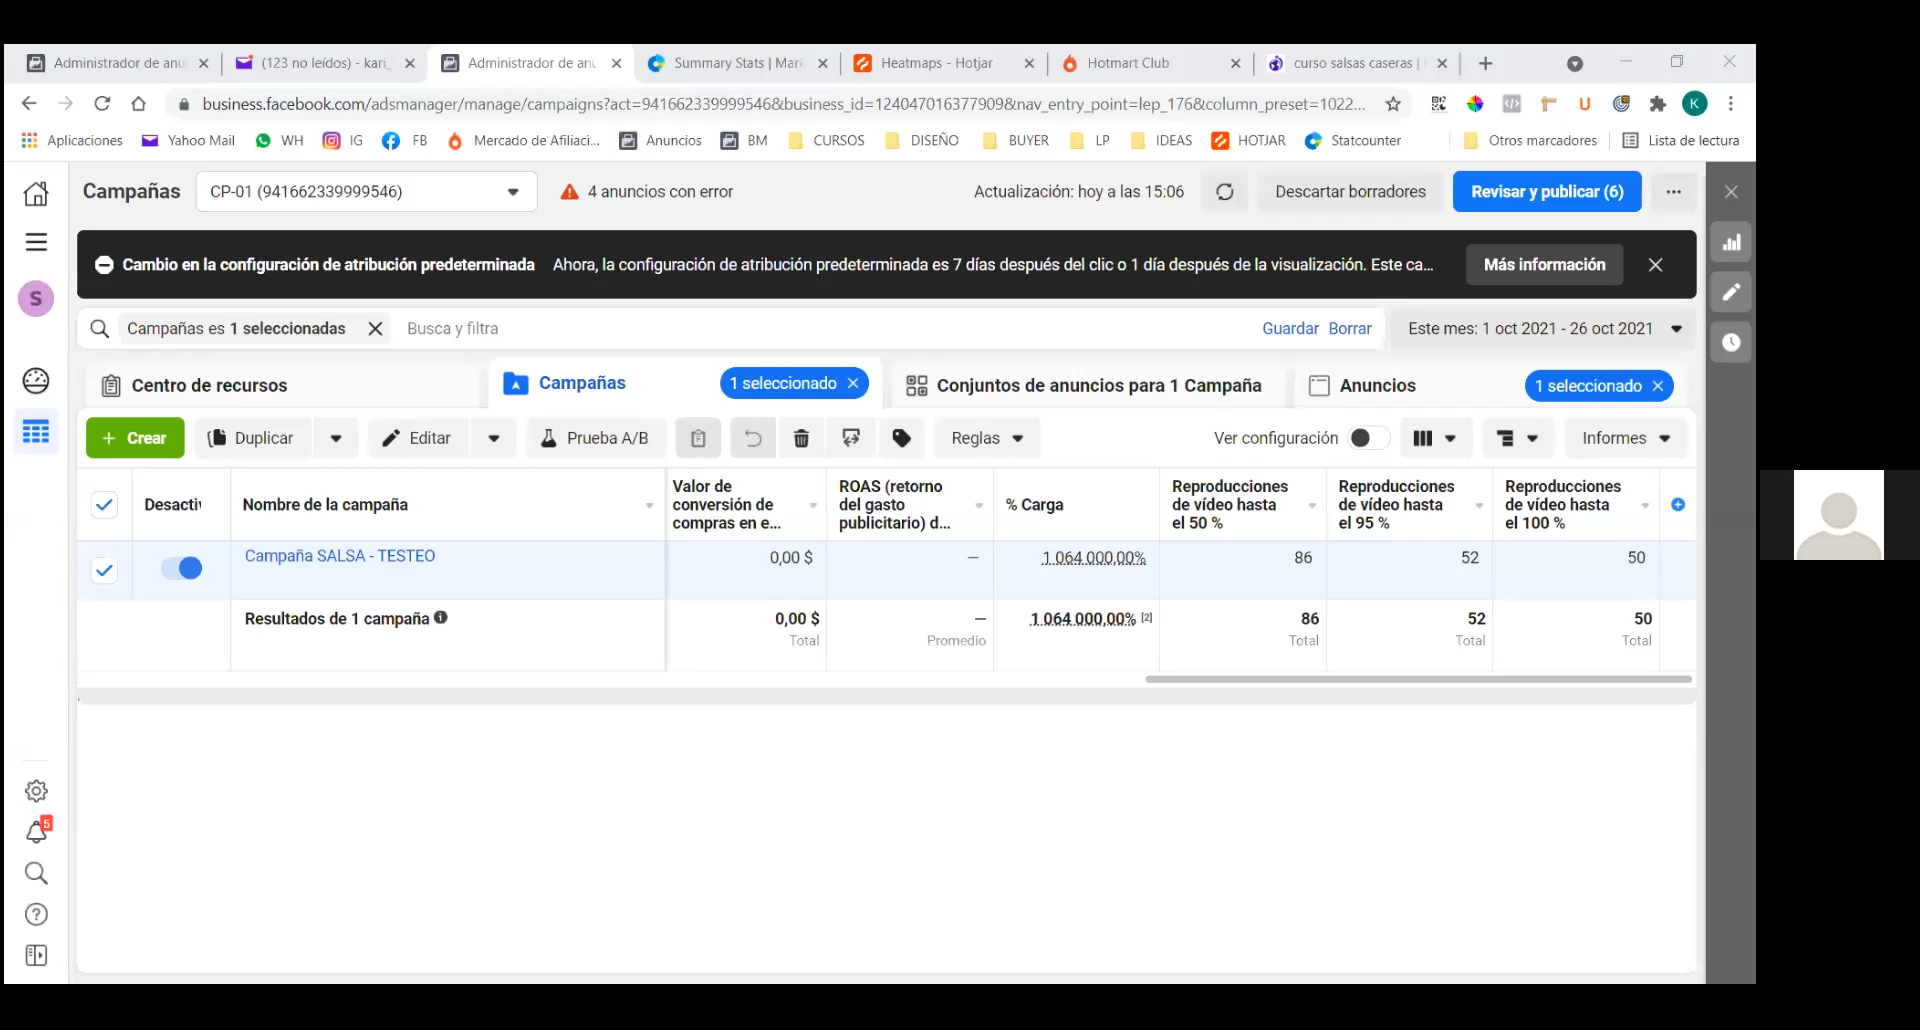 Administrador de anu
(123 no leídos) - kari_
Administrador de anu
Summary Stats | Mark
Heatmaps - Hotjar
Hotmart Club
curso salsas caseras |
business.facebook.com/adsmanager/manage/campaigns?act=941662339999546&business_id=124047016377909&nav_entry_point=lep_176&column_preset=1022...
K
Aplicaciones
Yahoo Mail
WH
IG
FB
Mercado de Afiliaci...
Anuncios
BM
CURSOS
DISEÑO
BUYER
LP
IDEAS
HOTJAR
Statcounter
Otros marcadores
Lista de lectura
Campañas
CP-01 (941662339999546)
4 anuncios con error
Actualización: hoy a las 15:06
Descartar borradores
Revisar y publicar (6)
Cambio en la configuración de atribución predeterminada Ahora, la configuración de atribución predeterminada es 7 días después del clic o 1 día después de la visualización. Este ca...
Más información
S
Campañas es 1 seleccionadas
Busca y filtra
Guardar
Borrar
Este mes: 1 oct 2021 - 26 oct 2021
Centro de recursos
Campañas
1 seleccionado
Conjuntos de anuncios para 1 Campaña
Anuncios
1 seleccionado
+ Crear
Duplicar
Editar
Prueba A/B
Reglas
Ver configuración
Informes
Desactiv
Nombre de la campaña
Valor de
conversión de
compras en e...
ROAS (retorno
del gasto
publicitario) d...
% Carga
Reproducciones
de vídeo hasta
el 50 %
Reproducciones
de vídeo hasta
el 95 %
Reproducciones
de vídeo hasta
el 100 %
Campaña SALSA - TESTEO
0,00 $
—
1 064 000,00%
86
52
50
Resultados de 1 campaña
0,00 $
Total
—
Promedio
1 064 000,00% [2]
86
Total
52
Total
50
Total
5